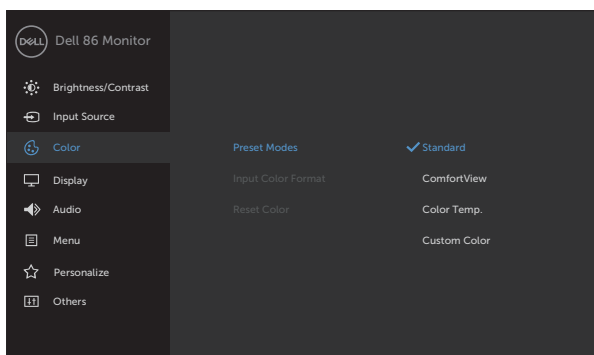 DELL Dell 86 Monitor
Brightness/Contrast
Input Source
Color
Display
Audio
Menu
Personalize
Others
Preset Modes
Input Color Format
Reset Color
Standard
ComfortView
Color Temp.
Custom Color